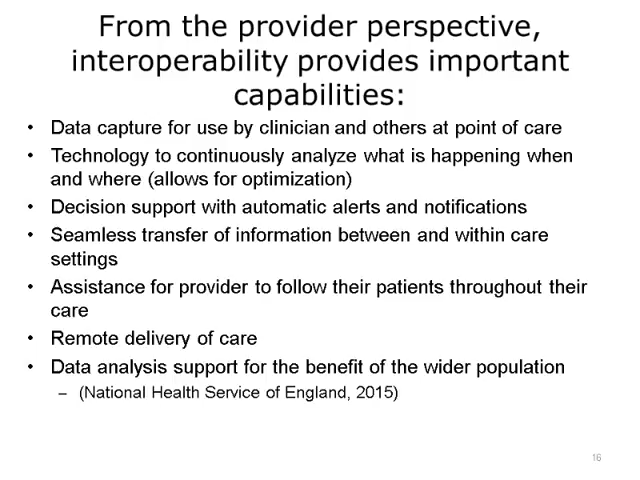 From the provider perspective,
interoperability provides important
capabilities:
• Data capture for use by clinician and others at point of care
• Technology to continuously analyze what is happening when
and where (allows for optimization)
• Decision support with automatic alerts and notifications
• Seamless transfer of information between and within care
settings
• Assistance for provider to follow their patients throughout their
care
• Remote delivery of care
• Data analysis support for the benefit of the wider population
– (National Health Service of England, 2015)
16